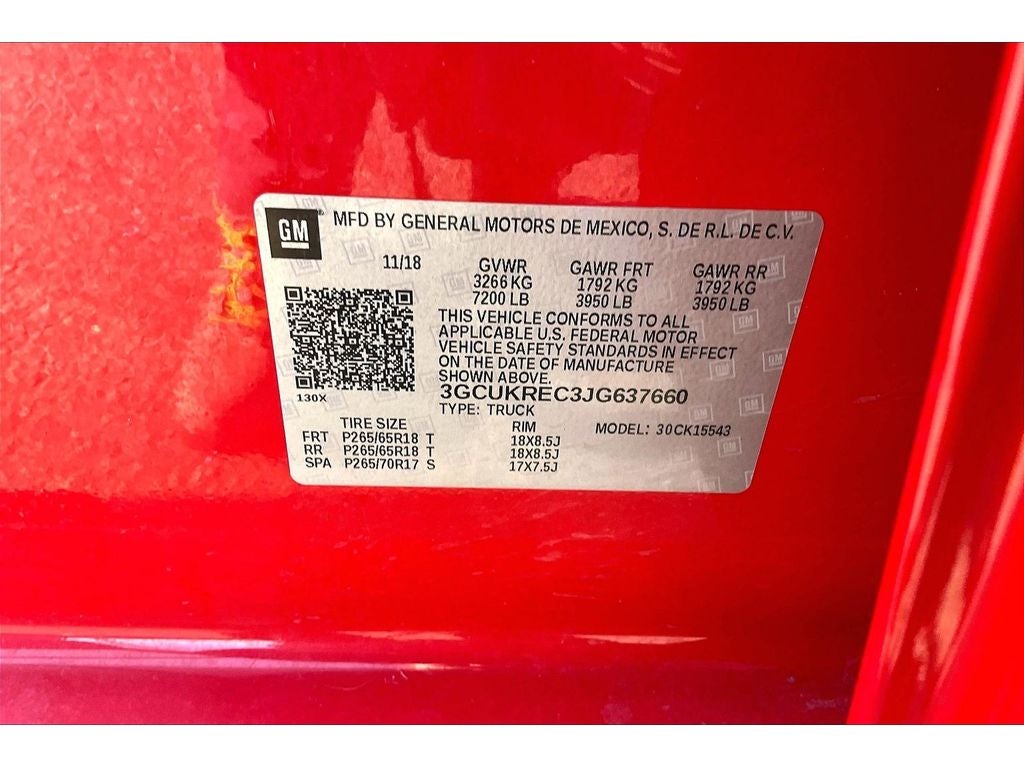 GM MFD BY GENERAL MOTORS DE MEXICO, S. DE R.L. DE C.V.
11/18 GVWR GAWR FRT GAWR RR
3266 KG 1792 KG 1792 KG
7200 LB 3950 LB 3950 LB
THIS VEHICLE CONFORMS TO ALL
APPLICABLE U.S. FEDERAL MOTOR
VEHICLE SAFETY STANDARDS IN EFFECT
ON THE DATE OF MANUFACTURE
SHOWN ABOVE.
3GCUKREC3JG637660
130X
TYPE: TRUCK
TIRE SIZE RIM MODEL: 30CK15543
FRT P265/65R18 T 18X8.5J
RR P265/65R18 T 18X8.5J
SPA P265/70R17 S 17X7.5J